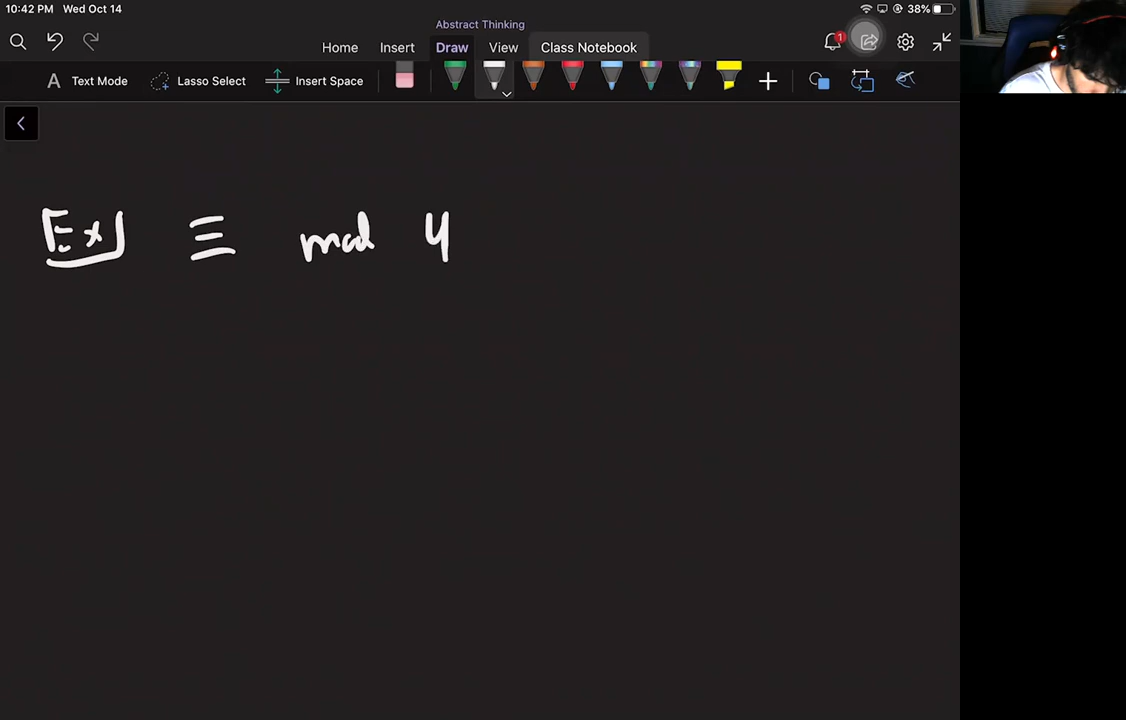 10:42 PM Wed Oct 14 38%
Abstract Thinking
Home Insert Draw View Class Notebook 1
A Text Mode Lasso Select Insert Space
Ex ≡ mod 4